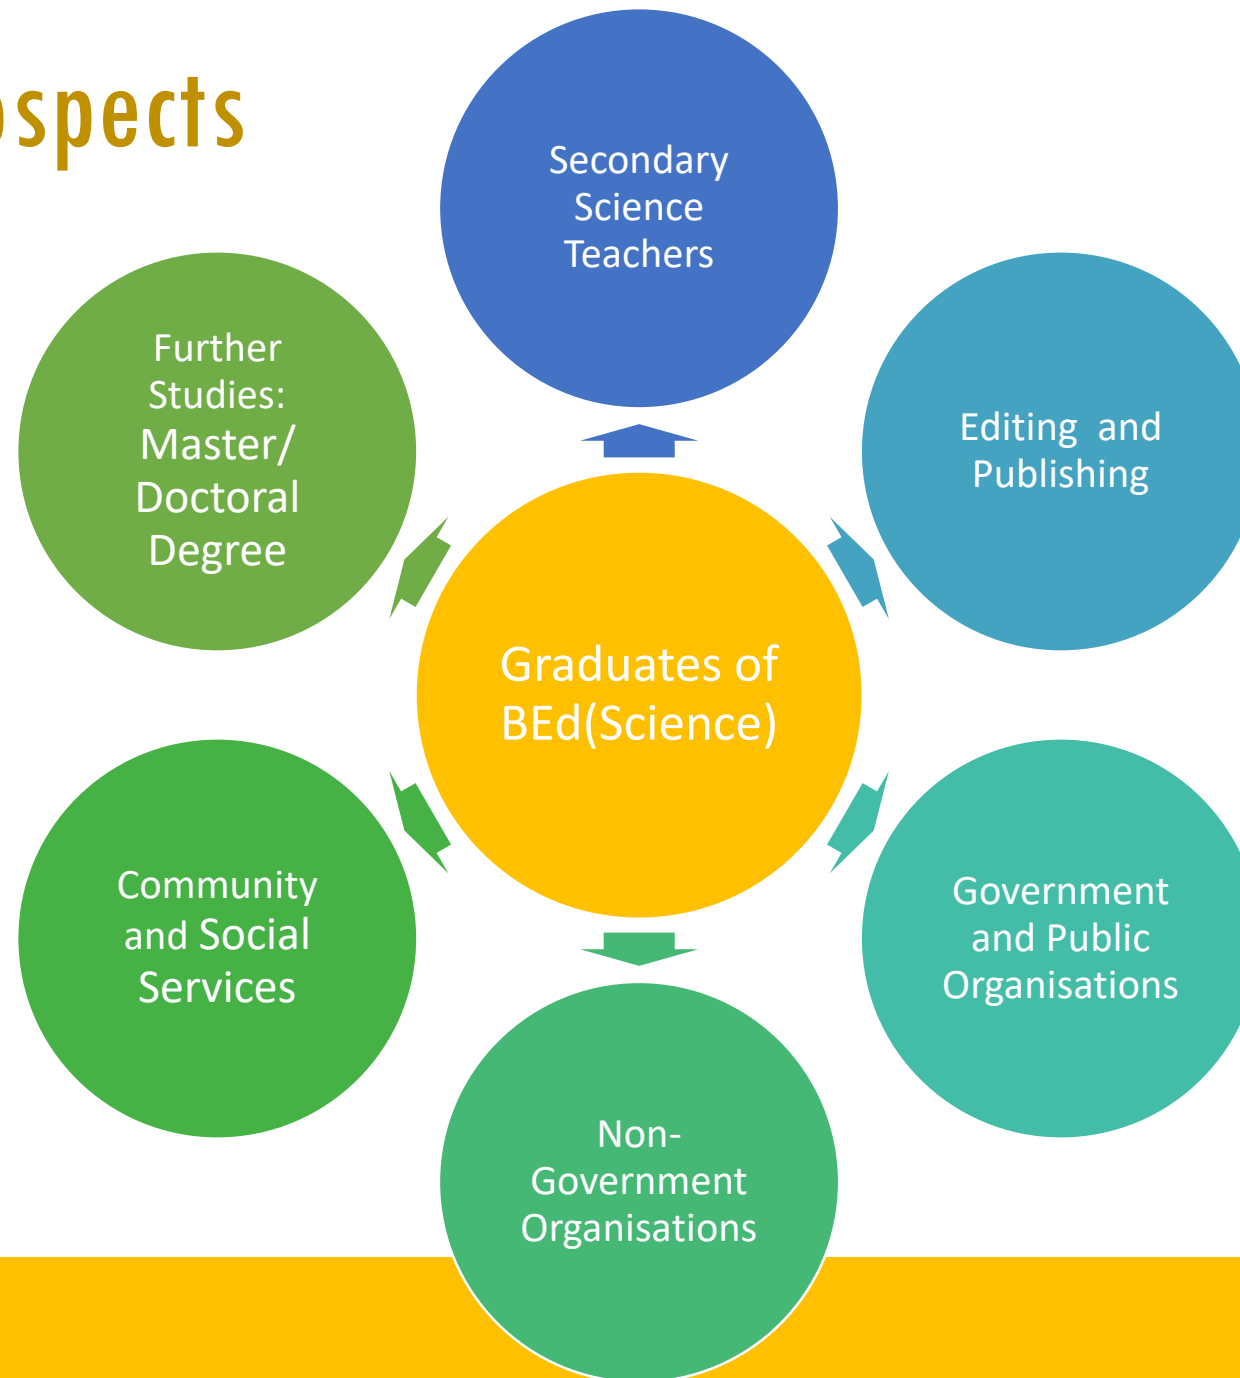 ospects
Secondary
Science
Teachers
Editing and
Publishing
Government
and Public
Organisations
Non-
Government
Organisations
Community
and Social
Services
Further
Studies:
Master/
Doctoral
Degree
Graduates of
BEd(Science)